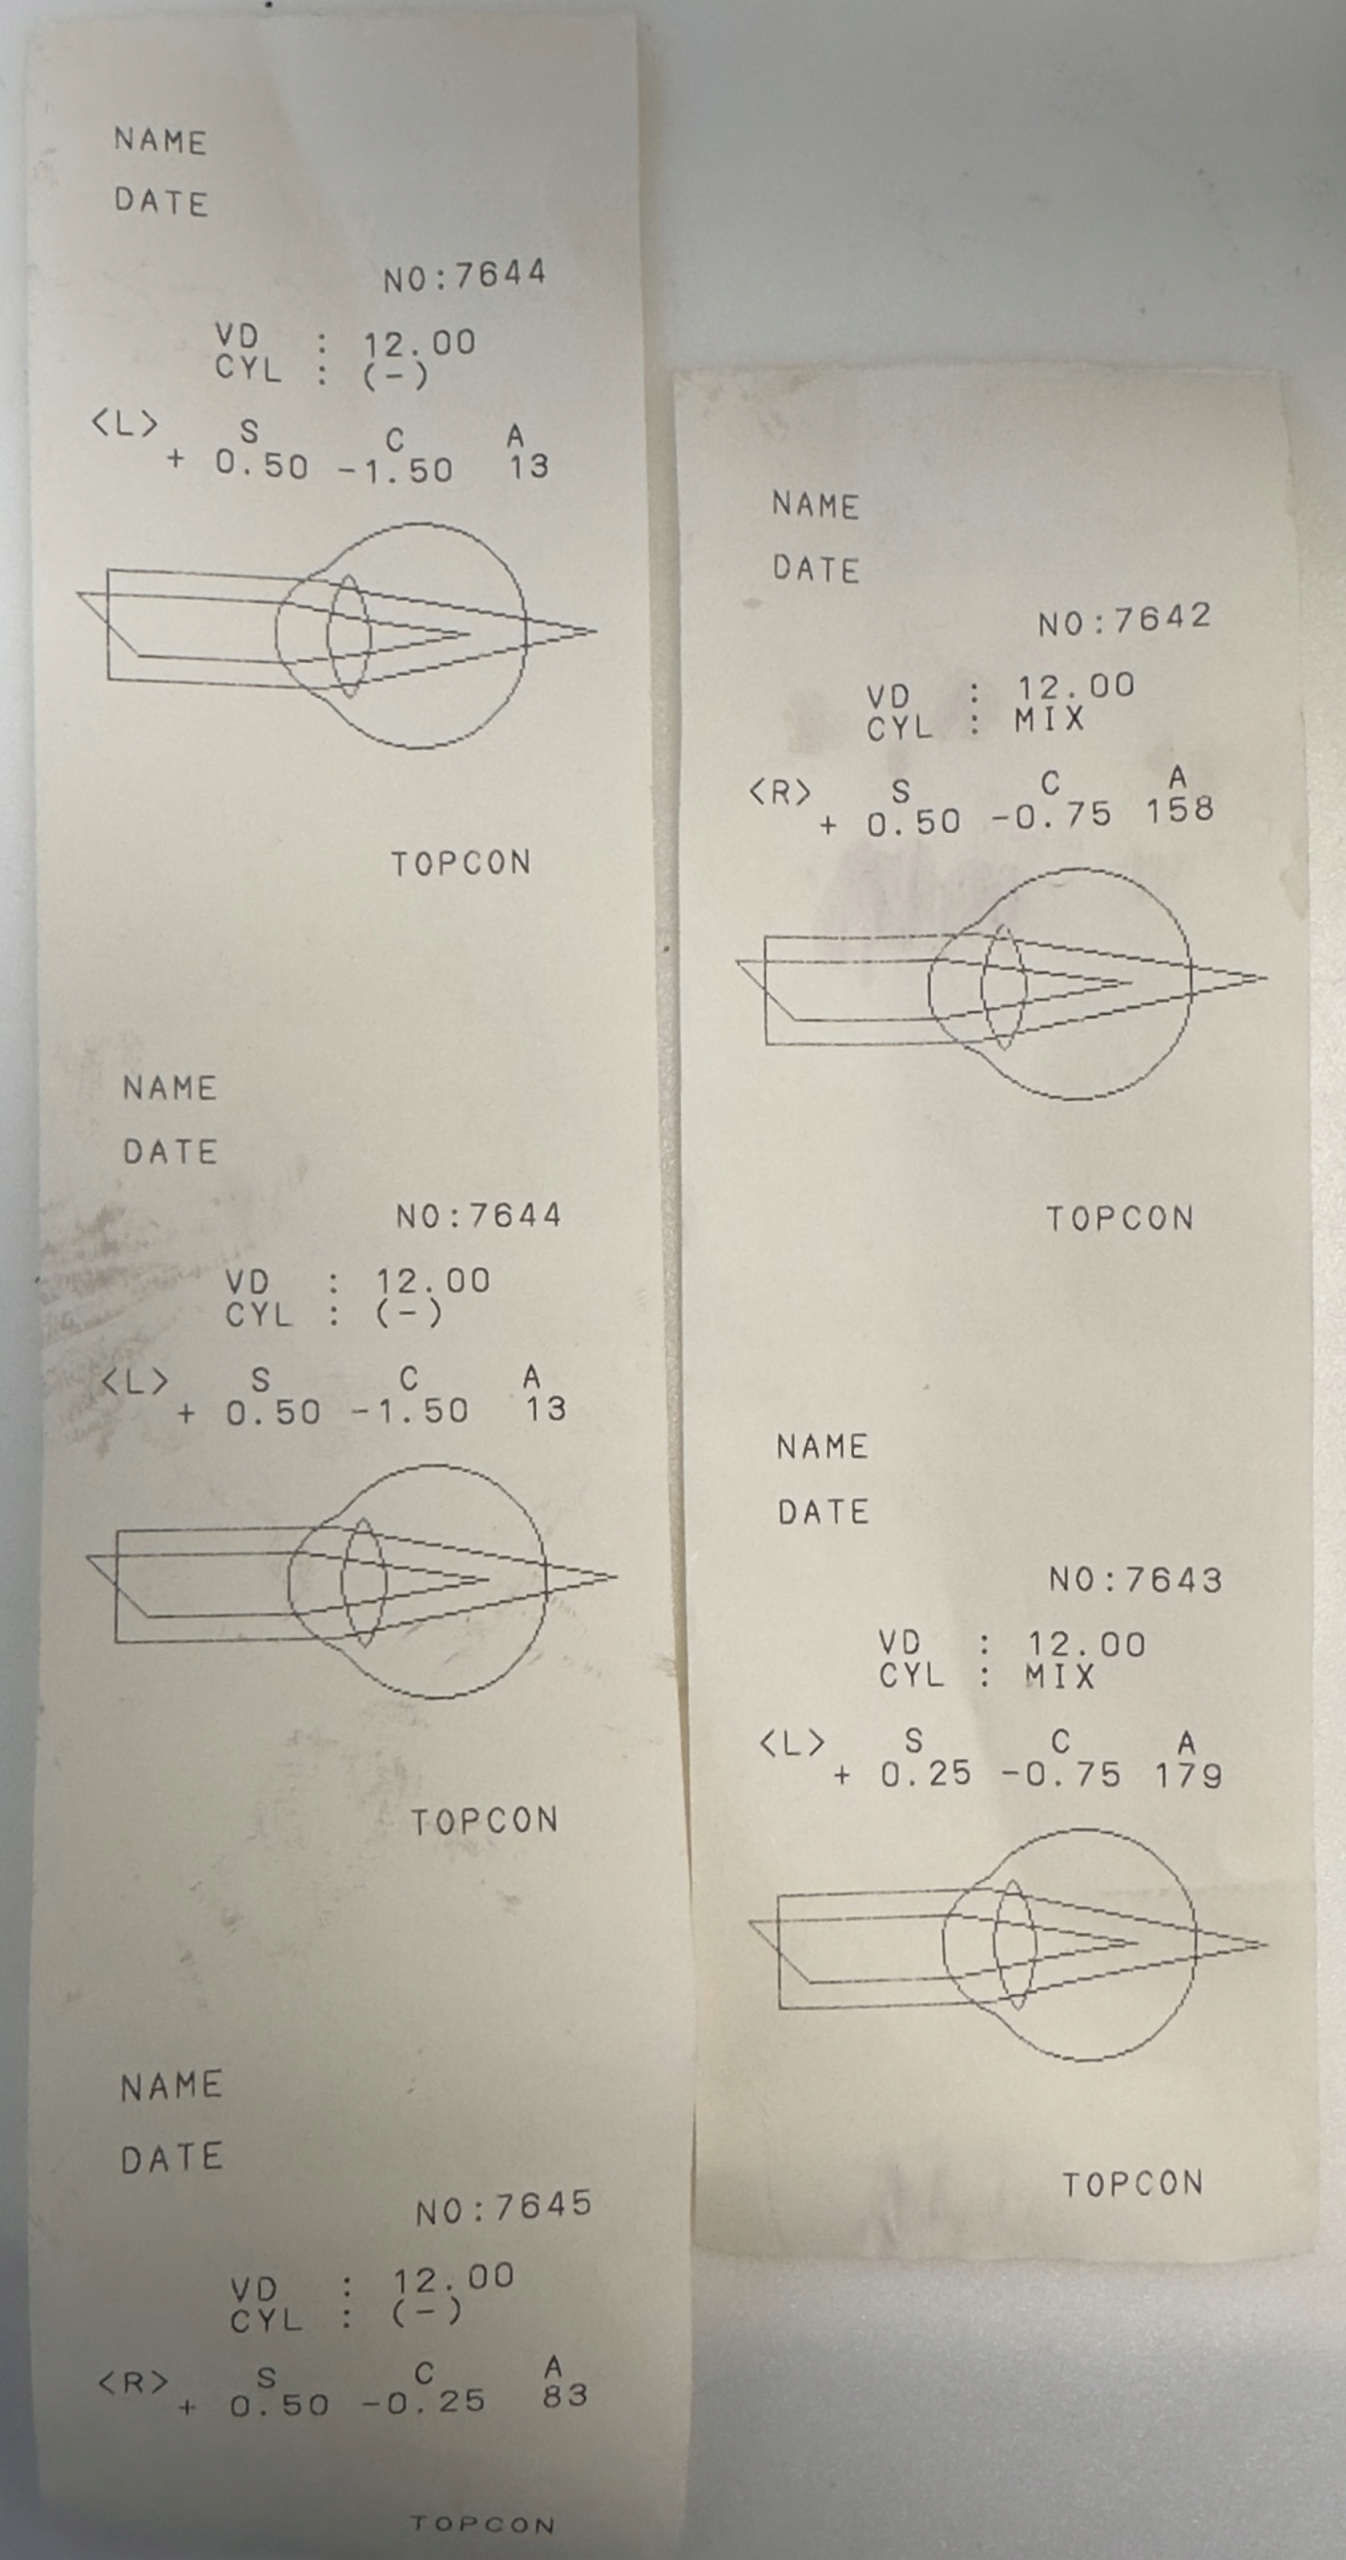 NAME
DATE
NO:7644
VD : 12.00
CYL : (-)
<L> S C A
+ 0.50 -1.50 13
TOPCON
NAME
DATE
NO:7644
VD : 12.00
CYL : (-)
<L> S C A
+ 0.50 -1.50 13
TOPCON
NAME
DATE
NO:7645
VD : 12.00
CYL : (-)
<R> S C A
+ 0.50 -0.25 83
TOPCON
NAME
DATE
NO:7642
VD : 12.00
CYL : MIX
<R> S C A
+ 0.50 -0.75 158
TOPCON
NAME
DATE
NO:7643
VD : 12.00
CYL : MIX
<L> S C A
+ 0.25 -0.75 179
TOPCON